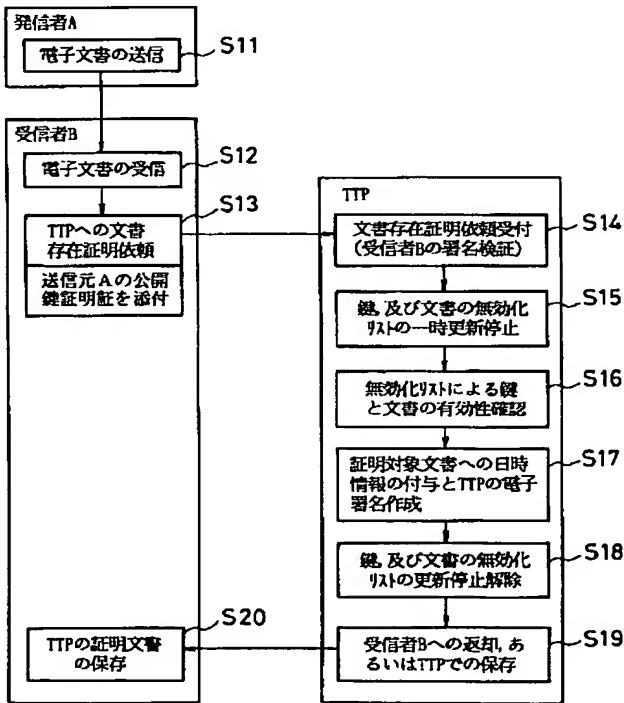 発信者A
電子文書の送信
S11
受信者B
電子文書の受信
S12
TTPへの文書
存在証明依頼
送信元Aの公開
鍵証明証を添付
S13
TTP
文書存在証明依頼受付
(受信者Bの署名検証)
S14
鍵,及び文書の無効化
リストの一時更新停止
S15
無効化リストによる鍵
と文書の有効性確認
S16
証明対象文書への日時
情報の付与とTTPの電子
署名作成
S17
鍵,及び文書の無効化
リストの更新停止解除
S18
受信者Bへの返却,あ
るいはTTPでの保存
S19
TTPの証明文書
の保存
S20